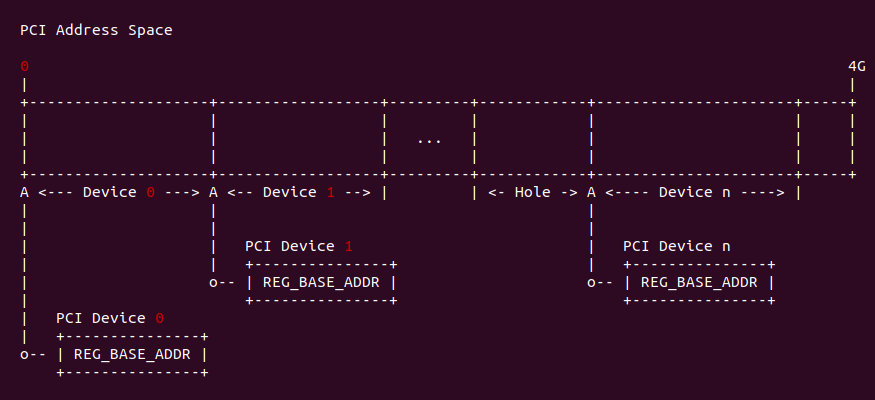 PCI Address Space
0 4G
| |
+--------------------+------------------+---------+------------+---------------------+-----+
| | | | | | |
| | | ... | | | |
| | | | | | |
+--------------------+------------------+---------+------------+---------------------+-----+
A <--- Device 0 ---> A <-- Device 1 --> | | <- Hole -> A <---- Device n ----> |
| | |
| | |
| | PCI Device 1 | PCI Device n
| | +---------------+ | +---------------+
| o-- | REG_BASE_ADDR | o-- | REG_BASE_ADDR |
| +---------------+ +---------------+
| PCI Device 0
| +---------------+
o-- | REG_BASE_ADDR |
+---------------+